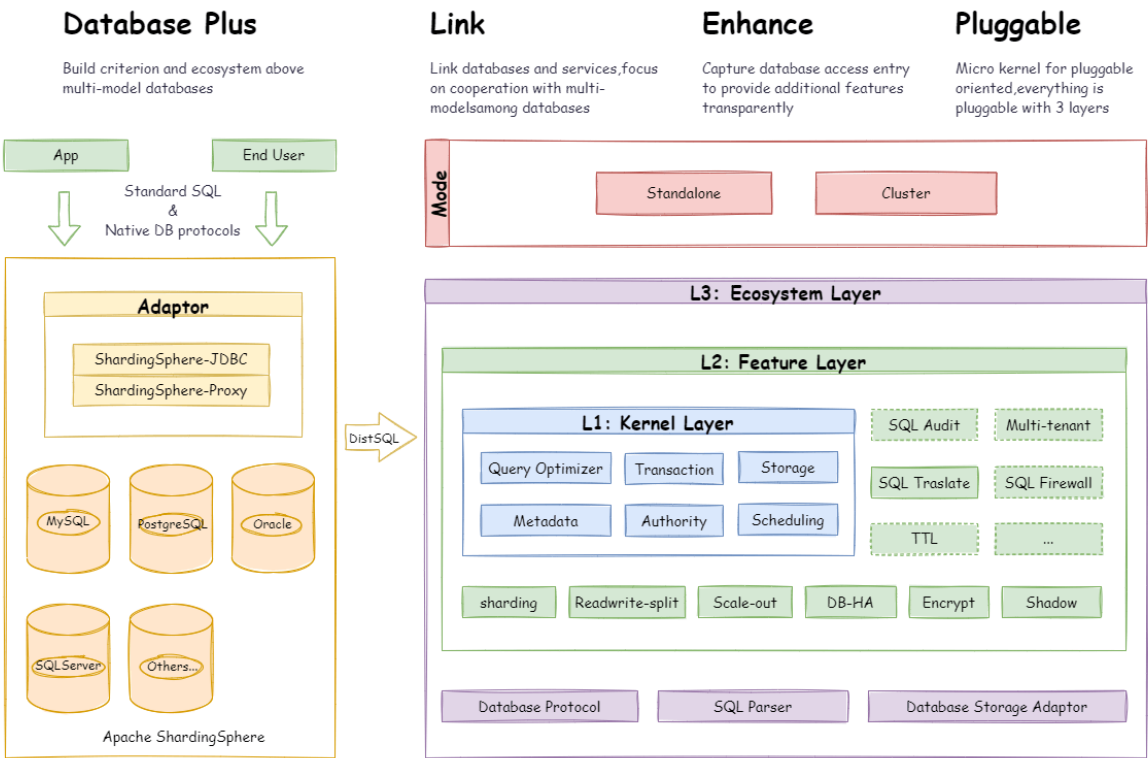 Database Plus
Build criterion and ecosystem above
multi-model databases
Link
Link databases and services,focus
on cooperation with multi-
modelsamong databases
Enhance
Capture database access entry
to provide additional features
transparently
Pluggable
Micro kernel for pluggable
oriented,everything is
pluggable with 3 layers
App
End User
Standard SQL
&
Native DB protocols
Adaptor
ShardingSphere-JDBC
ShardingSphere-Proxy
MySQL
PostgreSQL
Oracle
SQLServer
Others...
Apache ShardingSphere
DistSQL
Mode
Standalone
Cluster
L3: Ecosystem Layer
L2: Feature Layer
L1: Kernel Layer
Query Optimizer
Transaction
Storage
Metadata
Authority
Scheduling
SQL Audit
Multi-tenant
SQL Traslate
SQL Firewall
TTL
...
sharding
Readwrite-split
Scale-out
DB-HA
Encrypt
Shadow
Database Protocol
SQL Parser
Database Storage Adaptor